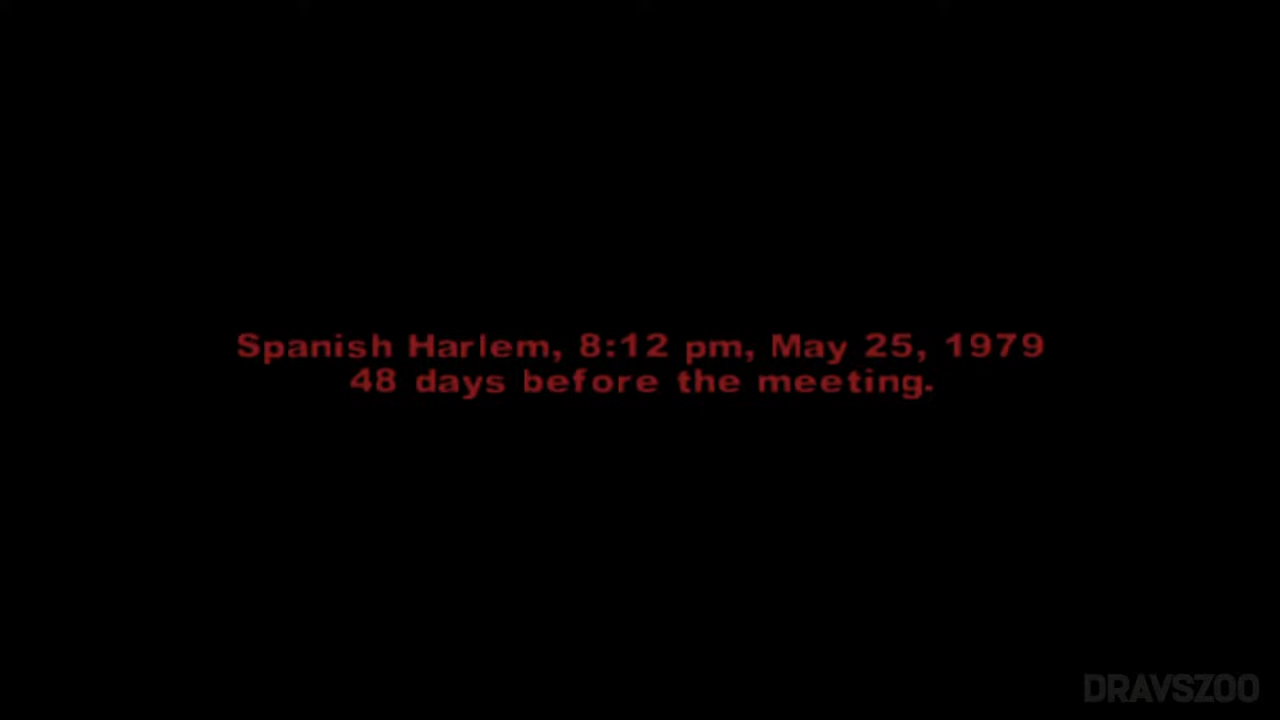 Spanish Harlem, 8:12 pm, May 25, 1979
48 days before the meeting.
DRAVSZOO